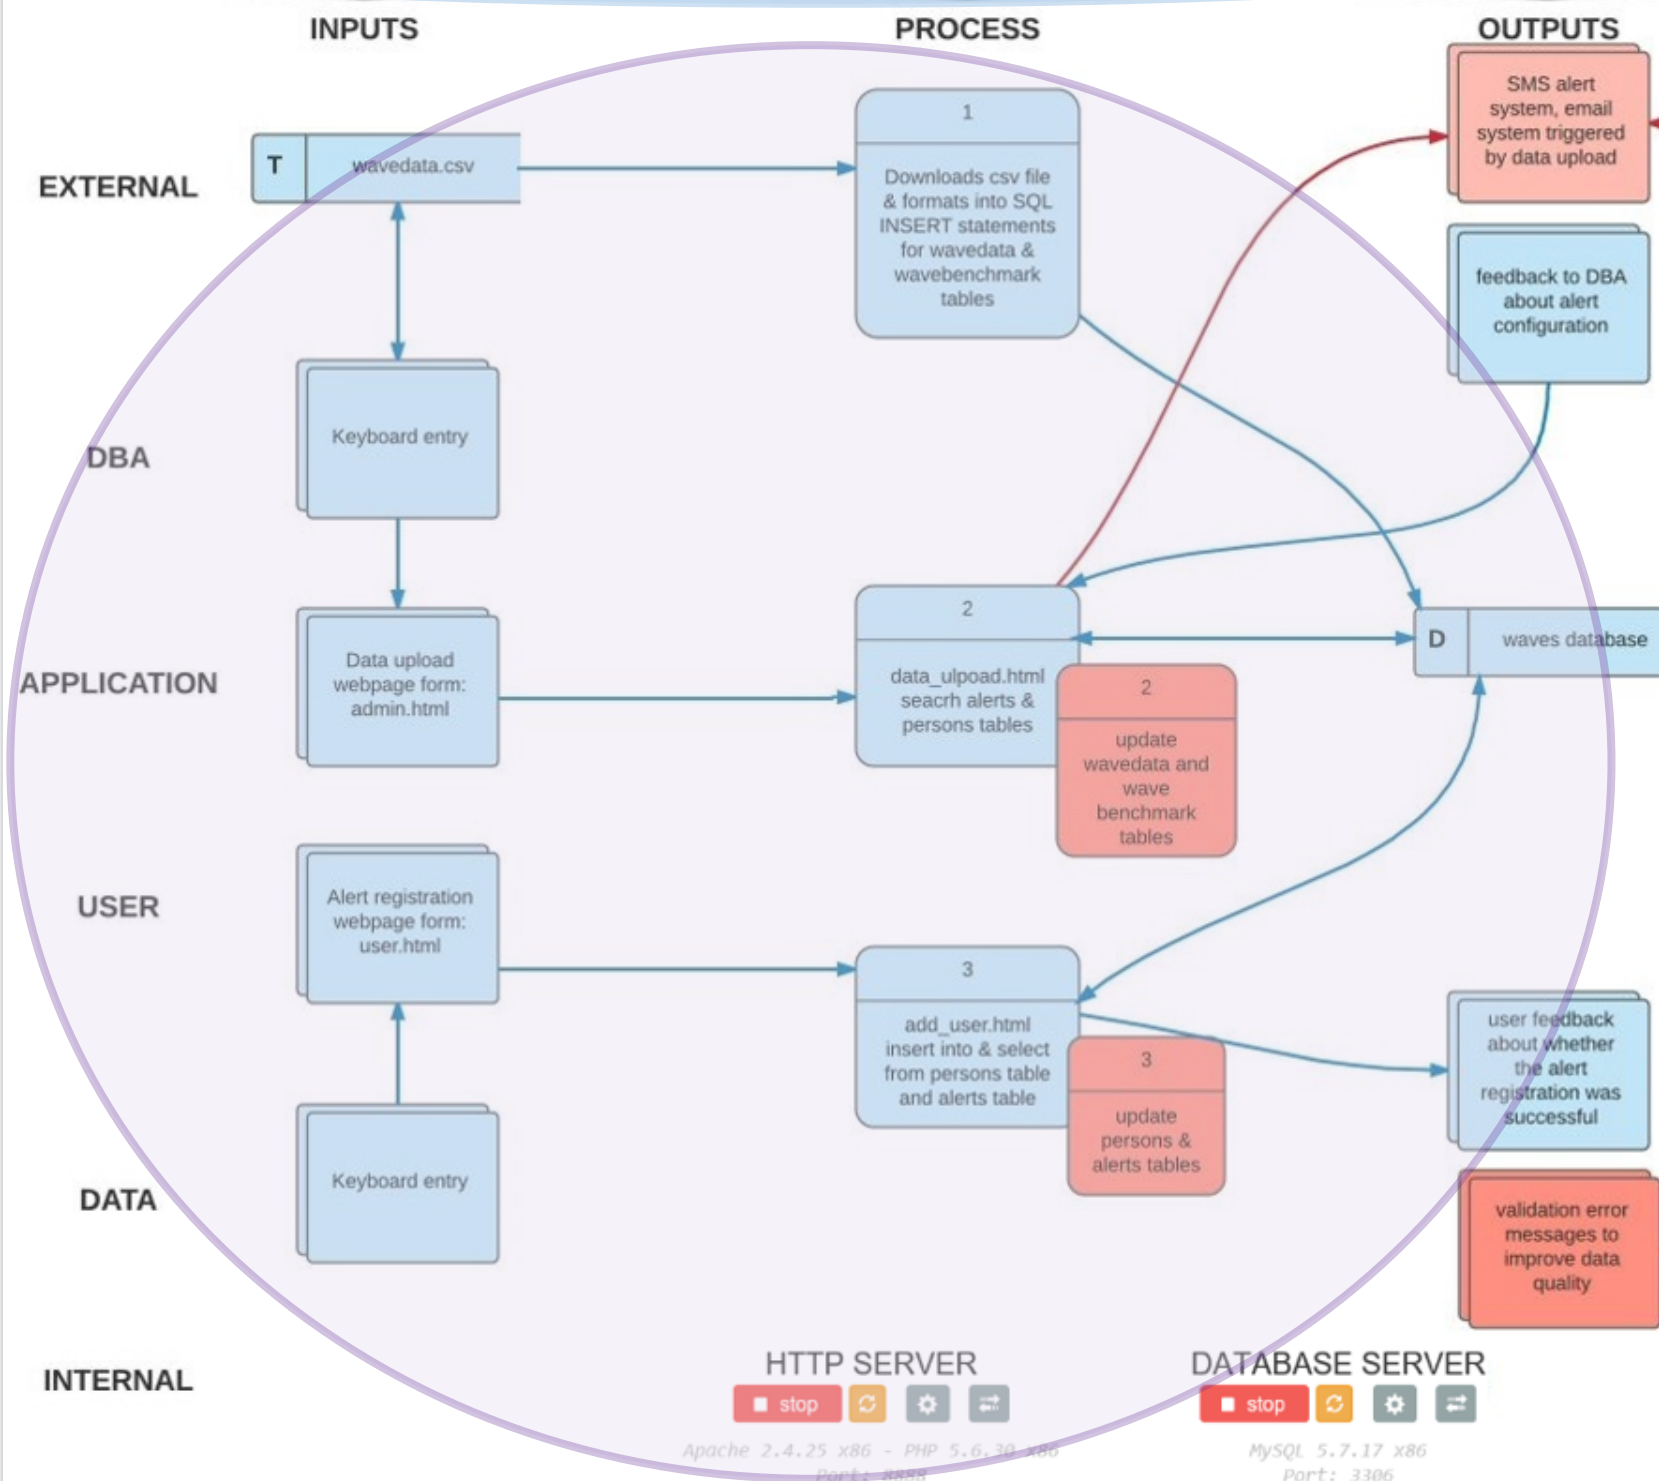 INPUTS
PROCESS
OUTPUTS
EXTERNAL
T
wavedata.csv
1
Downloads csv file
& formats into SQL
INSERT statements
for wavedata &
wavebenchmark
tables
SMS alert
system, email
system triggered
by data upload
feedback to DBA
about alert
configuration
DBA
Keyboard entry
APPLICATION
Data upload
webpage form:
admin.html
2
data_ulpoad.html
seacrh alerts &
persons tables
2
update
wavedata and
wave
benchmark
tables
D
waves database
USER
Alert registration
webpage form:
user.html
3
add_user.html
insert into & select
from persons table
and alerts table
3
update
persons &
alerts tables
user feedback
about whether
the alert
registration was
successful
DATA
Keyboard entry
validation error
messages to
improve data
quality
INTERNAL
HTTP SERVER
stop
Apache 2.4.25 x86 - PHP 5.6.30 x86
Port: 8888
DATABASE SERVER
stop
MySQL 5.7.17 x86
Port: 3306